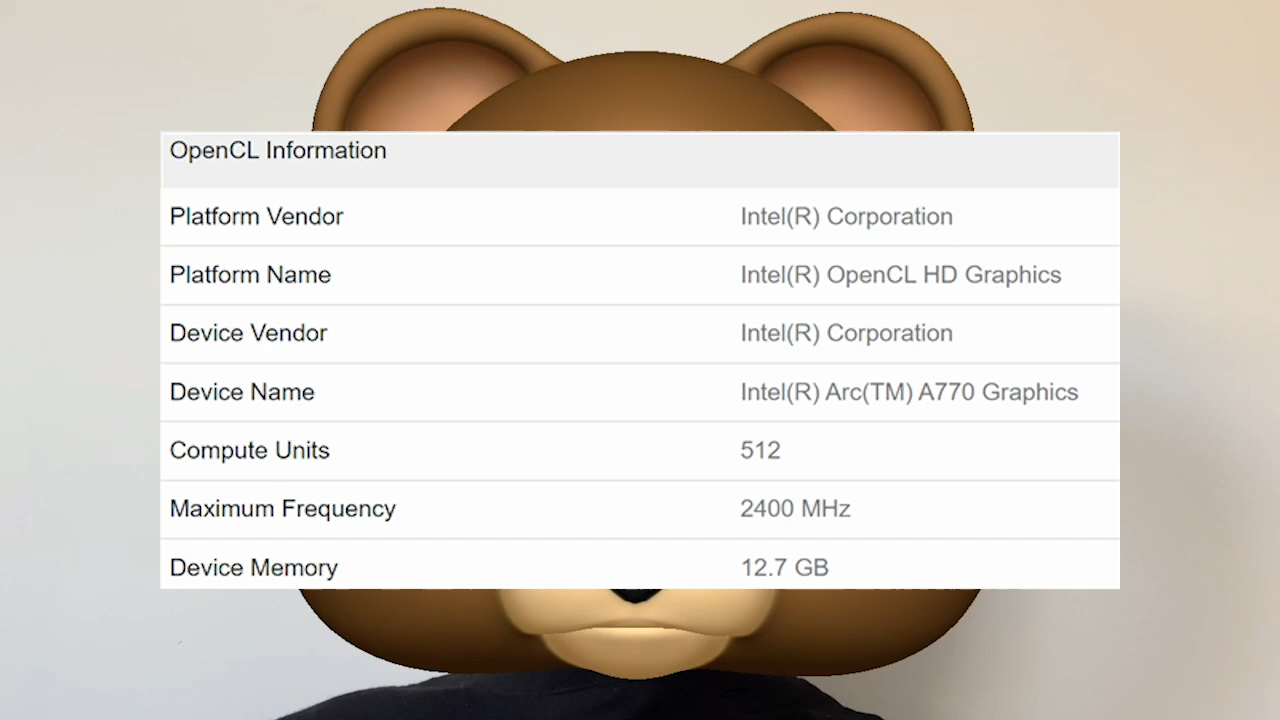 OpenCL Information
Platform Vendor Intel(R) Corporation
Platform Name Intel(R) OpenCL HD Graphics
Device Vendor Intel(R) Corporation
Device Name Intel(R) Arc(TM) A770 Graphics
Compute Units 512
Maximum Frequency 2400 MHz
Device Memory 12.7 GB